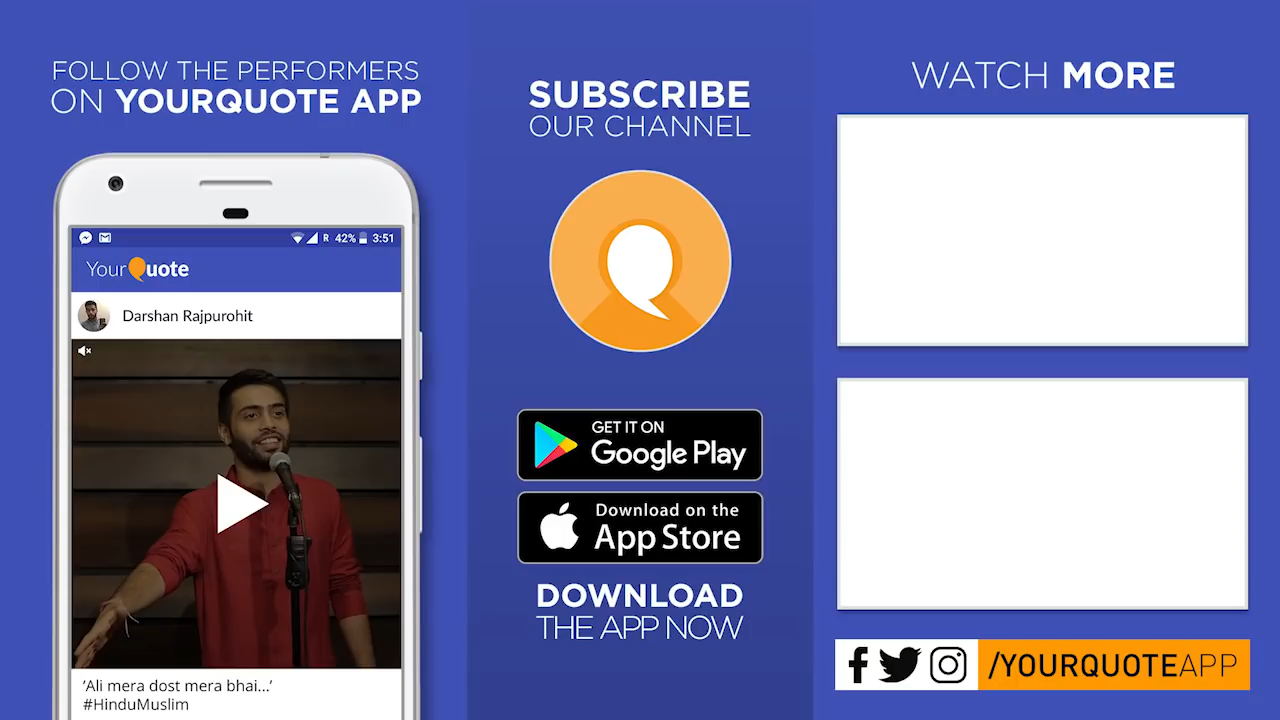 FOLLOW THE PERFORMERS
ON YOURQUOTE APP
R 42% 3:51
YourQuote
Darshan Rajpurohit
‘Ali mera dost mera bhai...’
#HinduMuslim
SUBSCRIBE
OUR CHANNEL
GET IT ON
Google Play
Download on the
App Store
DOWNLOAD
THE APP NOW
WATCH MORE
/YOURQUOTEAPP